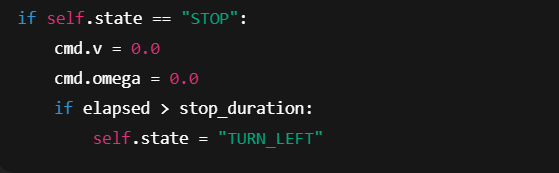 if self.state == "STOP":
    cmd.v = 0.0
    cmd.omega = 0.0
    if elapsed > stop_duration:
        self.state = "TURN_LEFT"